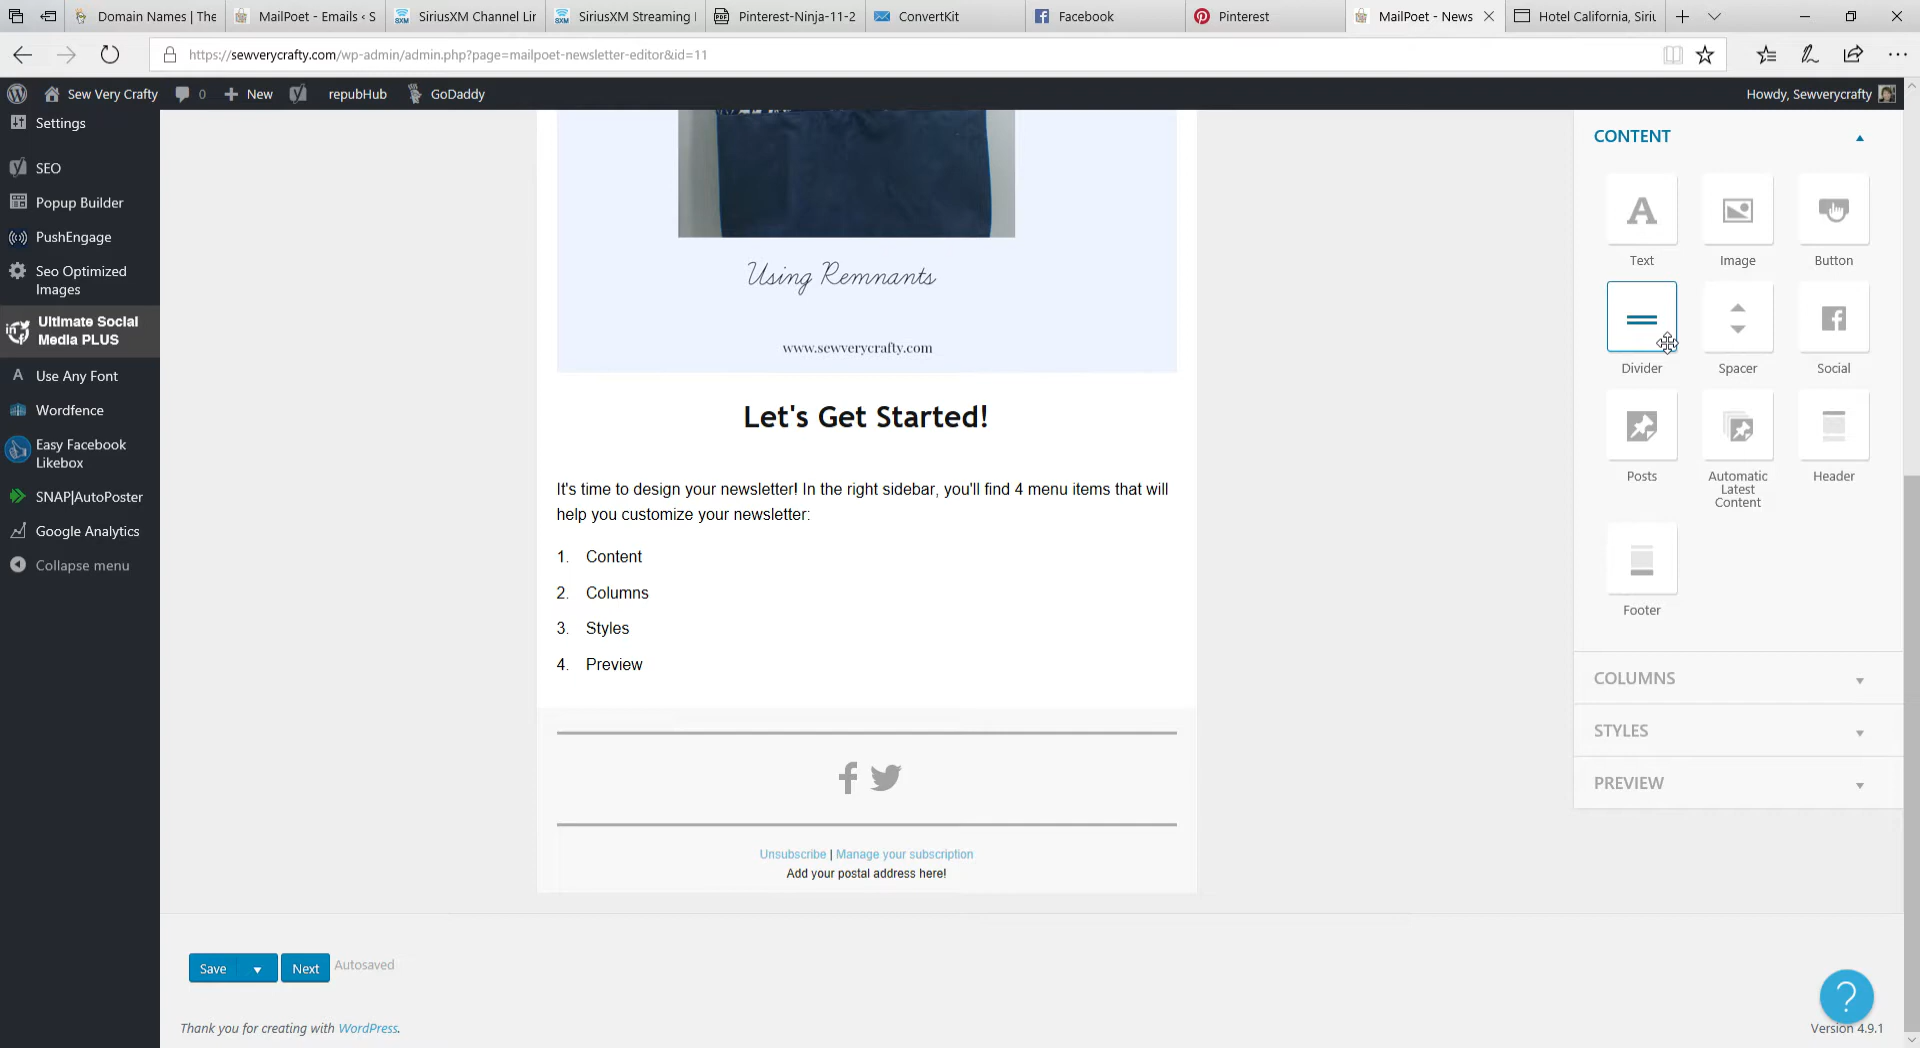 Domain Names | The
MailPoet - Emails ‹ S
SiriusXM Channel Lin
SiriusXM Streaming
Pinterest-Ninja-11-2
ConvertKit
Facebook
Pinterest
MailPoet - News
Hotel California, Siriu
https://sewverycrafty.com/wp-admin/admin.php?page=mailpoet-newsletter-editor&id=11
Sew Very Crafty
0
New
repubHub
GoDaddy
Howdy, Sewverycrafty
Settings
SEO
Popup Builder
PushEngage
Seo Optimized
Images
Ultimate Social
Media PLUS
Use Any Font
Wordfence
Easy Facebook
Likebox
SNAP|AutoPoster
Google Analytics
Collapse menu
Using Remnants
www.sewverycrafty.com
Let's Get Started!
It's time to design your newsletter! In the right sidebar, you'll find 4 menu items that will
help you customize your newsletter:
1. Content
2. Columns
3. Styles
4. Preview
Unsubscribe | Manage your subscription
Add your postal address here!
CONTENT
Text
Image
Button
Divider
Spacer
Social
Posts
Automatic
Latest
Content
Header
Footer
COLUMNS
STYLES
PREVIEW
Save
Next
Autosaved
Thank you for creating with WordPress.
?
Version 4.9.1